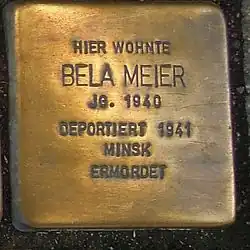 HIER WOHNTE
BELA MEIER
JG. 1940
DEPORTIERT 1941
MINSK
ERMORDET